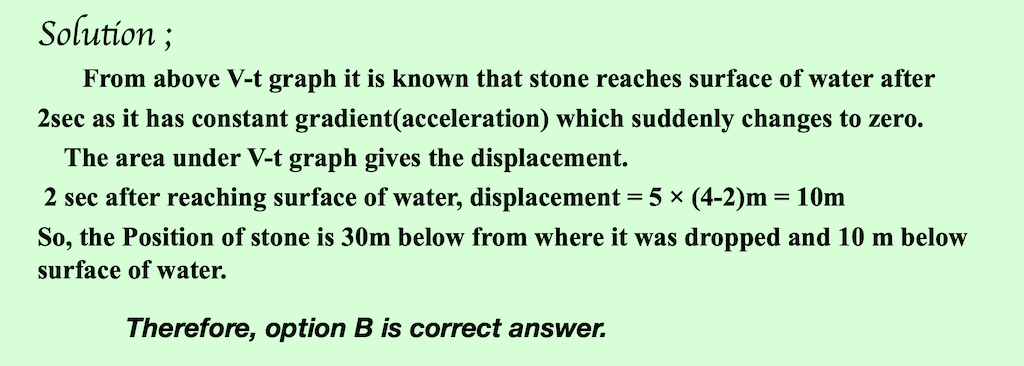 Solution ;
From above V-t graph it is known that stone reaches surface of water after
2sec as it has constant gradient(acceleration) which suddenly changes to zero.
The area under V-t graph gives the displacement.
2 sec after reaching surface of water, displacement = 5 × (4-2)m = 10m
So, the Position of stone is 30m below from where it was dropped and 10 m below
surface of water.
Therefore, option B is correct answer.